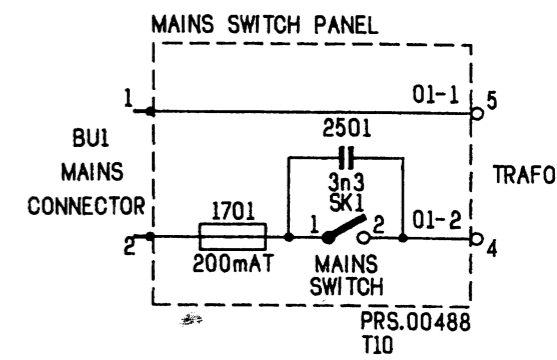 MAINS SWITCH PANEL
1
01-1
5
BU1
MAINS
CONNECTOR
2501
3n3
SK1
TRAFO
1701
1
2
01-2
2
200mAT
4
MAINS
SWITCH
PRS.00488
T10